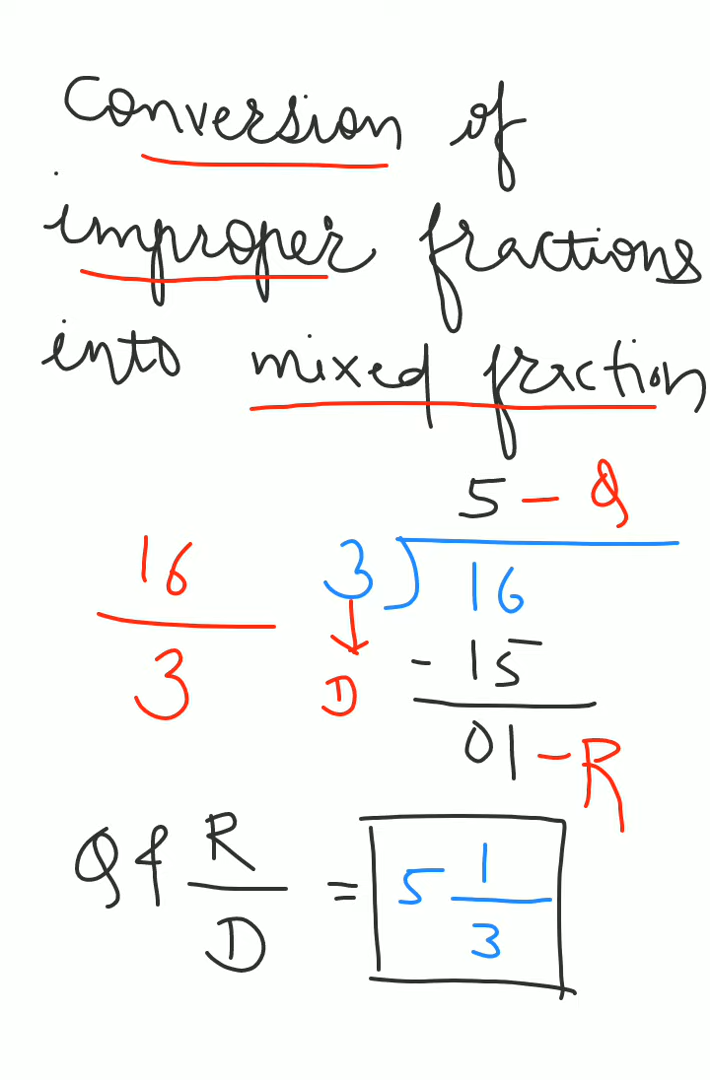 Conversion of
improper fractions
into mixed fraction
5 - Q
16
3
3 ) 16
D
- 15
01 - R
Q R
D
= 5 1
3